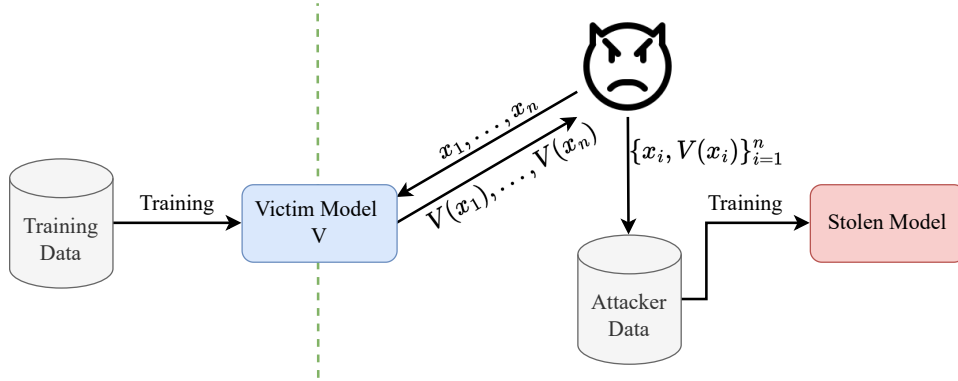 x_1, ..., x_n
V(x_1), ..., V(x_n)
{x_i, V(x_i)}_{i=1}^n
Training
Data
Training
Victim Model
V
Training
Attacker
Data
Stolen Model